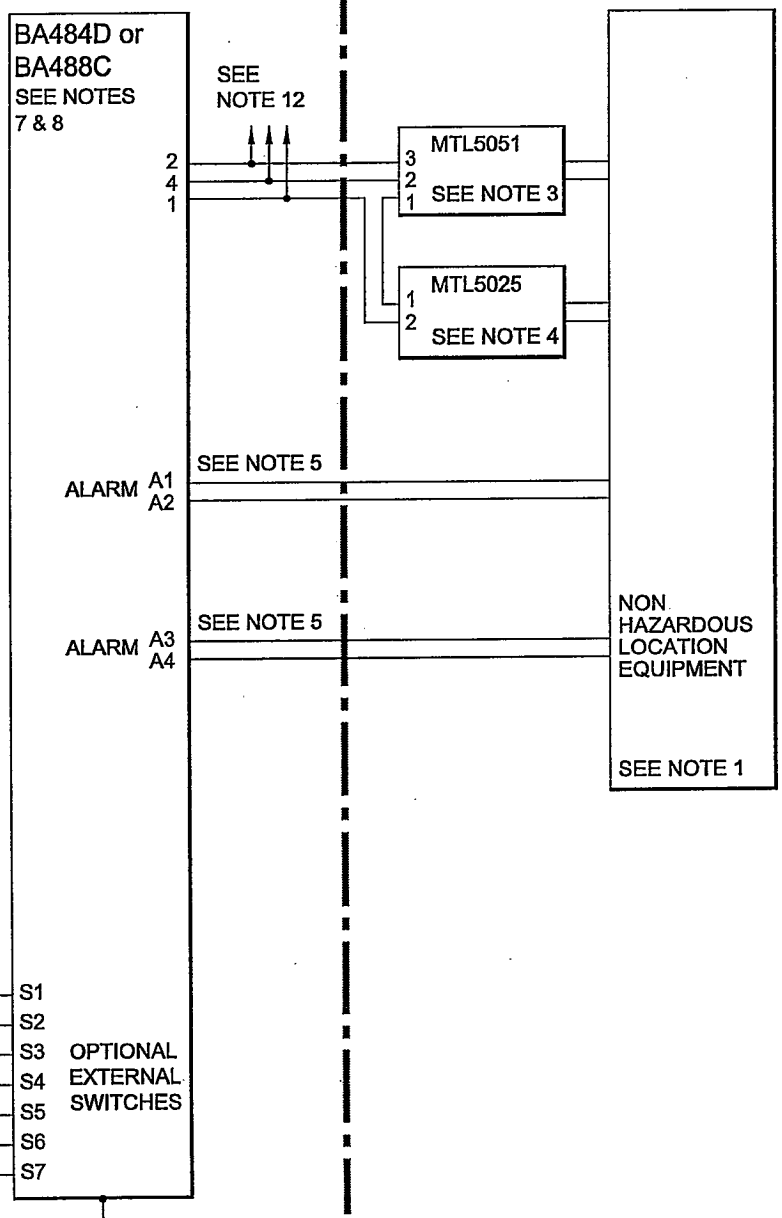 BA484D or
BA488C
SEE NOTES
7 & 8
SEE
NOTE 12
2
4
1
3
2
1
MTL5051
SEE NOTE 3
1
2
MTL5025
SEE NOTE 4
ALARM A1
A2
SEE NOTE 5
ALARM A3
A4
SEE NOTE 5
NON
HAZARDOUS
LOCATION
EQUIPMENT
SEE NOTE 1
S1
S2
S3
S4
S5
S6
S7
OPTIONAL
EXTERNAL
SWITCHES